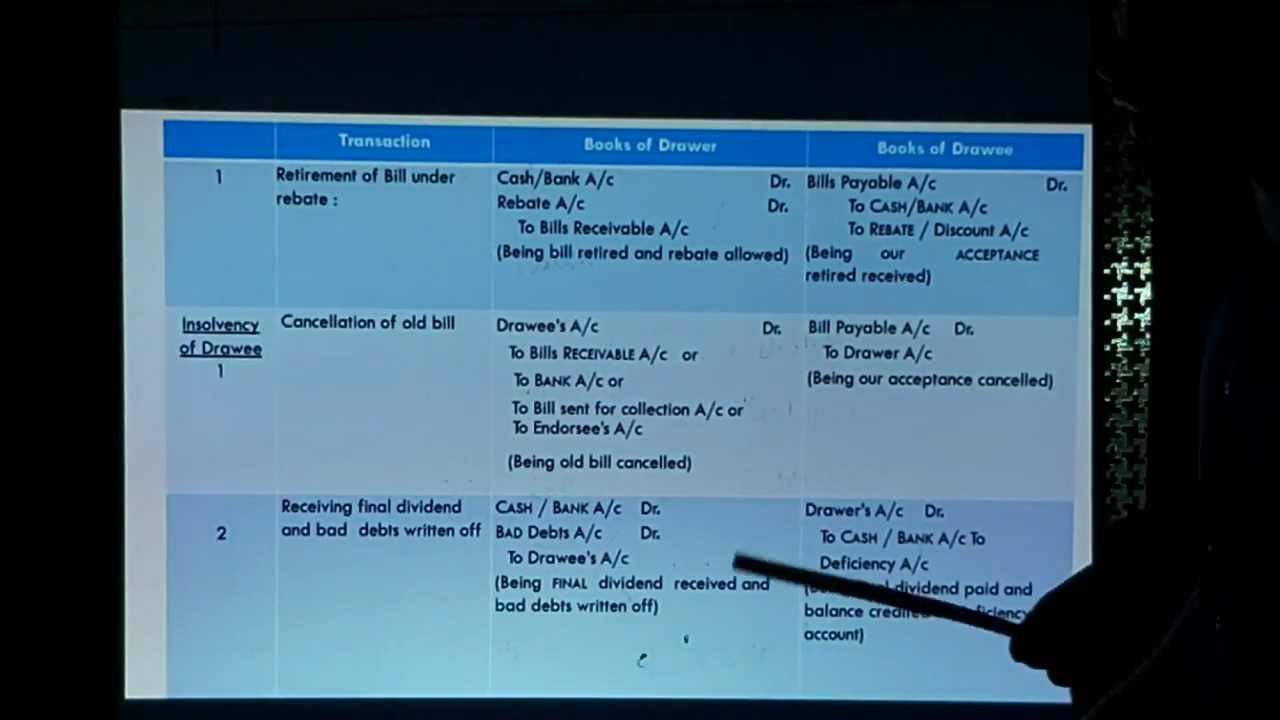 Transaction Books of Drawer Books of Drawee
1 Retirement of Bill under rebate :
Cash/Bank A/c Dr.
Rebate A/c Dr.
To Bills Receivable A/c
(Being bill retired and rebate allowed)
Bills Payable A/c Dr.
To CASH/BANK A/c
To REBATE / Discount A/c
(Being our ACCEPTANCE
retired received)
Insolvency
of Drawee
1
Cancellation of old bill
Drawee's A/c Dr.
To Bills RECEIVABLE A/c or
To BANK A/c or
To Bill sent for collection A/c or
To Endorsee's A/c
(Being old bill cancelled)
Bill Payable A/c Dr.
To Drawer A/c
(Being our acceptance cancelled)
2
Receiving final dividend
and bad debts written off
CASH / BANK A/c Dr.
BAD Debts A/c Dr.
To Drawee's A/c
(Being FINAL dividend received and
bad debts written off)
Drawer's A/c Dr.
To CASH / BANK A/c To
Deficiency A/c
dividend paid and
balance
account)